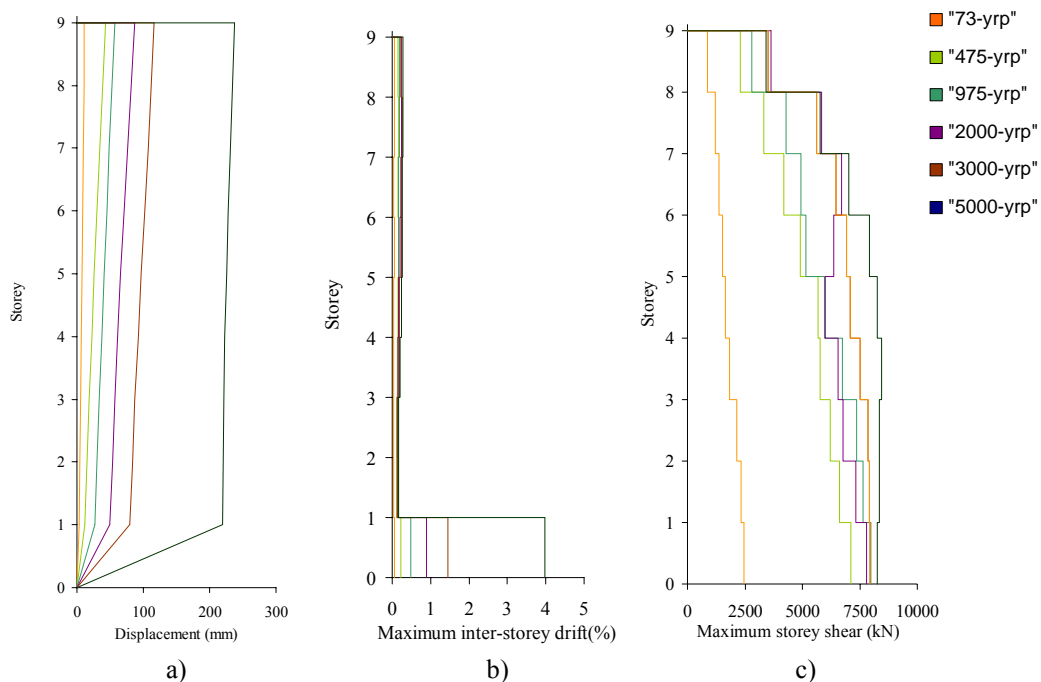 9
8
7
6
5
4
3
2
1
0
Storey
0 100 200 300
Displacement (mm)
a)
9
8
7
6
5
4
3
2
1
0
Storey
0 1 2 3 4 5
Maximum inter-storey drift(%)
b)
9
8
7
6
5
4
3
2
1
0
Storey
0 2500 5000 7500 10000
Maximum storey shear (kN)
c)
"73-yrp"
"475-yrp"
"975-yrp"
"2000-yrp"
"3000-yrp"
"5000-yrp"